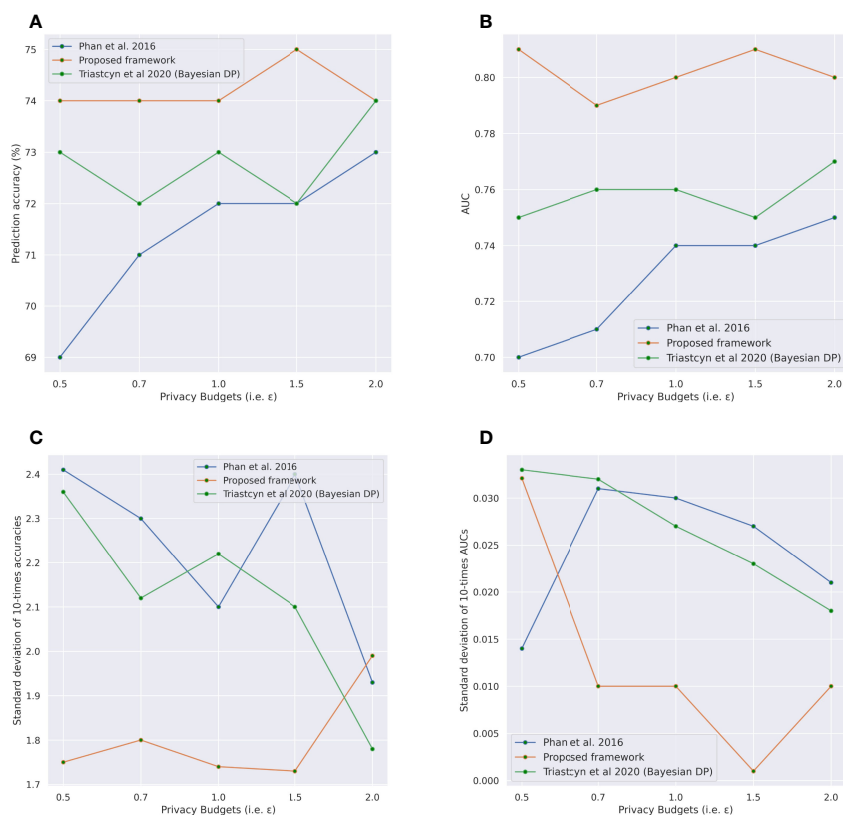 A
Phan et al. 2016
Proposed framework
Triastcyn et al 2020 (Bayesian DP)
Prediction accuracy (%)
75
74
73
72
71
70
69
0.5 0.7 1.0 1.5 2.0
Privacy Budgets (i.e. ε)
B
AUC
0.80
0.78
0.76
0.74
0.72
0.70
Phan et al. 2016
Proposed framework
Triastcyn et al 2020 (Bayesian DP)
0.5 0.7 1.0 1.5 2.0
Privacy Budgets (i.e. ε)
C
Phan et al. 2016
Proposed framework
Triastcyn et al 2020 (Bayesian DP)
Standard deviation of 10-times accuracies
2.4
2.3
2.2
2.1
2.0
1.9
1.8
1.7
0.5 0.7 1.0 1.5 2.0
Privacy Budgets (i.e. ε)
D
Standard deviation of 10-times AUCs
0.030
0.025
0.020
0.015
0.010
0.005
0.000
Phan et al. 2016
Proposed framework
Triastcyn et al 2020 (Bayesian DP)
0.5 0.7 1.0 1.5 2.0
Privacy Budgets (i.e. ε)